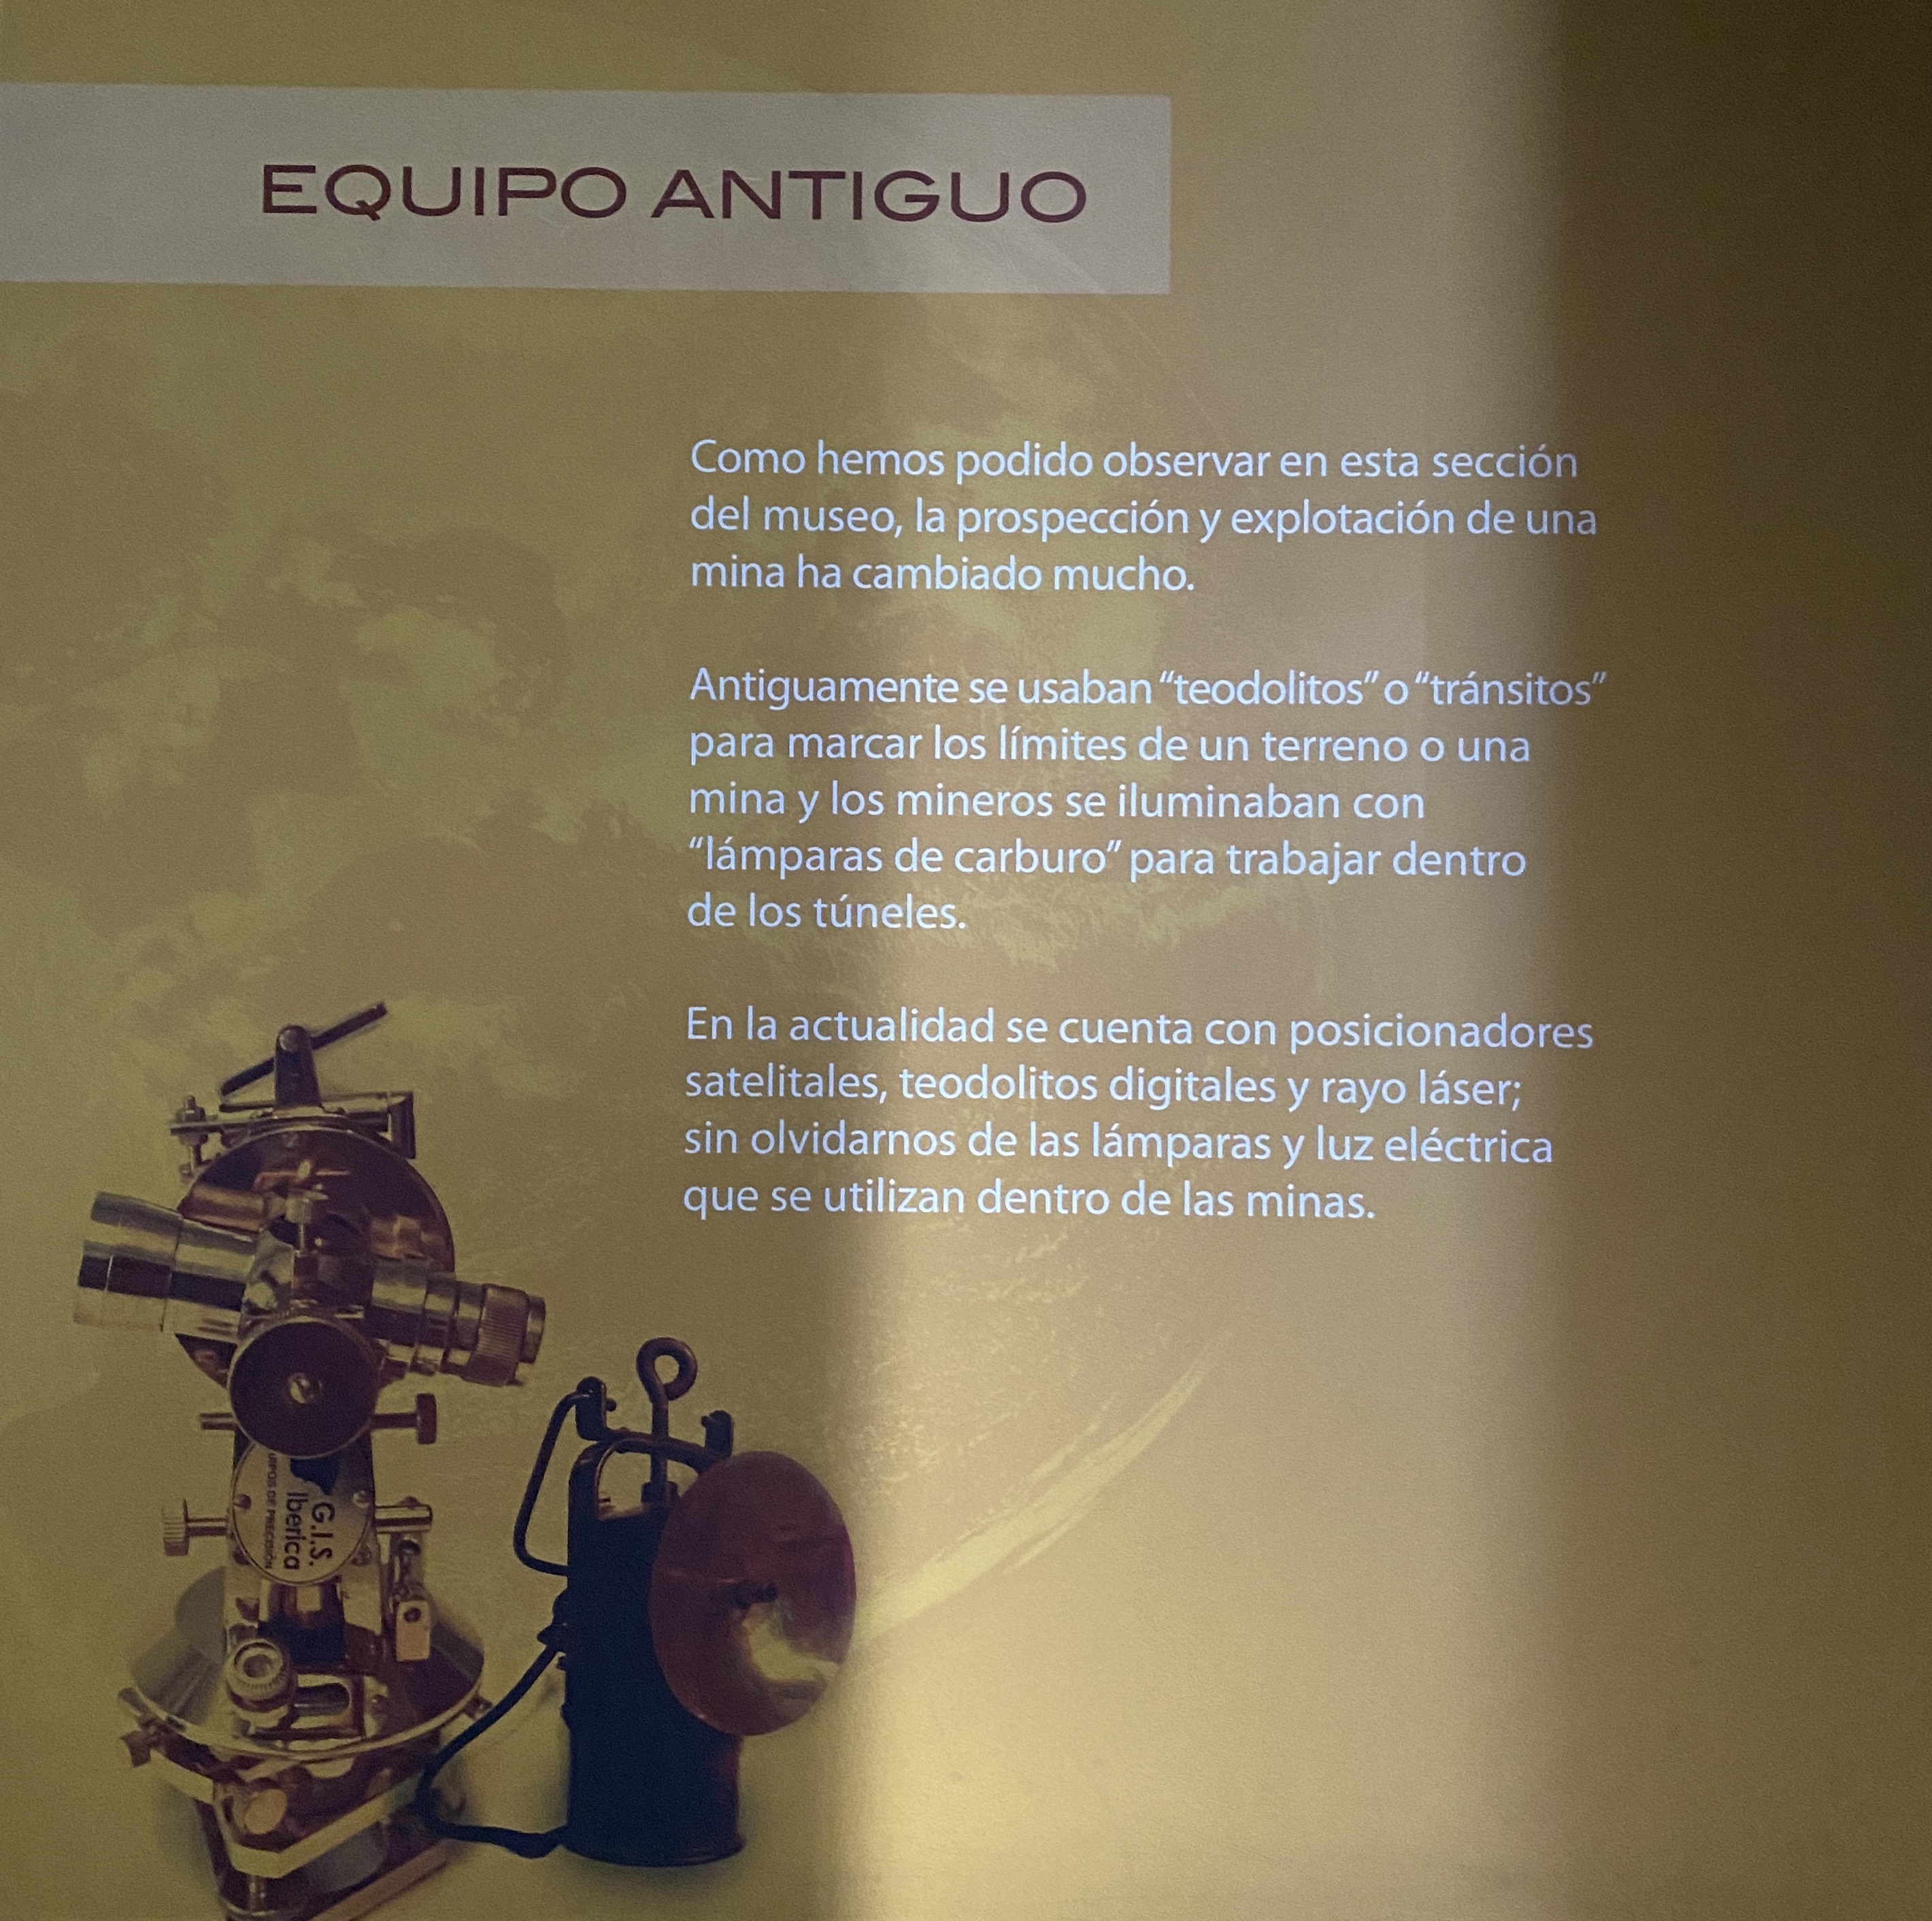 EQUIPO ANTIGUO
Como hemos podido observar en esta sección
del museo, la prospección y explotación de una
mina ha cambiado mucho.
Antiguamente se usaban “teodolitos” o “tránsitos”
para marcar los límites de un terreno o una
mina y los mineros se iluminaban con
“lámparas de carburo” para trabajar dentro
de los túneles.
En la actualidad se cuenta con posicionadores
satelitales, teodolitos digitales y rayo láser;
sin olvidarnos de las lámparas y luz eléctrica
que se utilizan dentro de las minas.
G.I.S.
Iberica
DE PRECISIÓN